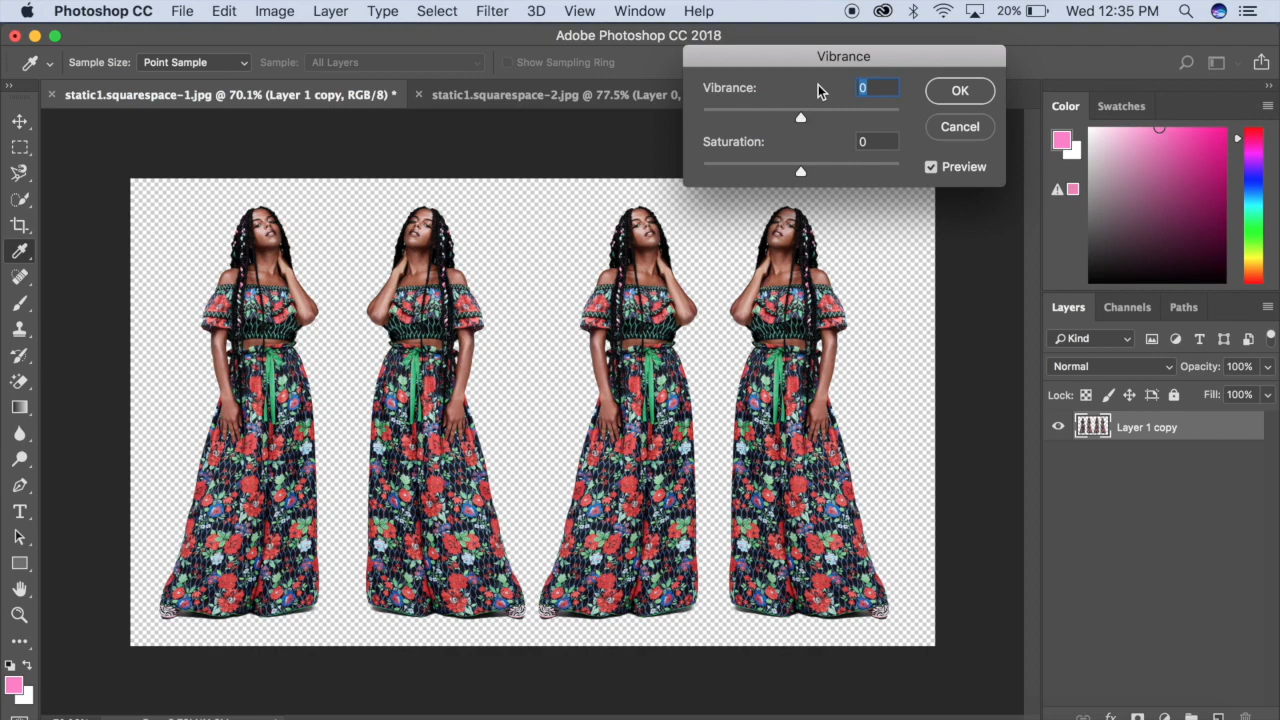 Photoshop CC File Edit Image Layer Type Select Filter 3D View Window Help 20% Wed 12:35 PM
Adobe Photoshop CC 2018
Sample Size: Point Sample Sample: All Layers Show Sampling Ring
static1.squarespace-1.jpg @ 70.1% (Layer 1 copy, RGB/8) *
static1.squarespace-2.jpg @ 77.5% (Layer 0,
Vibrance
Vibrance: 0
OK
Saturation: 0
Cancel
Preview
Color Swatches
Layers Channels Paths
Kind
Normal Opacity: 100%
Lock: Fill: 100%
Layer 1 copy